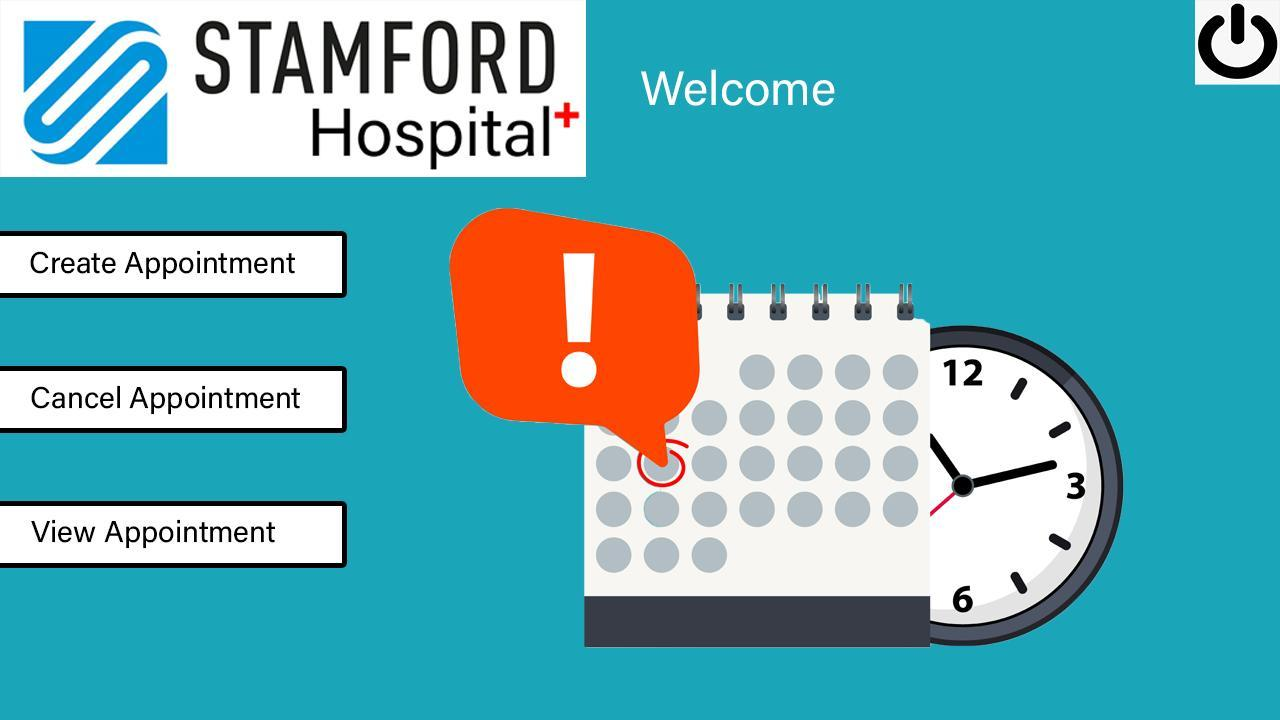 STAMFORD
Hospital+
Welcome
Create Appointment
Cancel Appointment
View Appointment
!
12
3
6